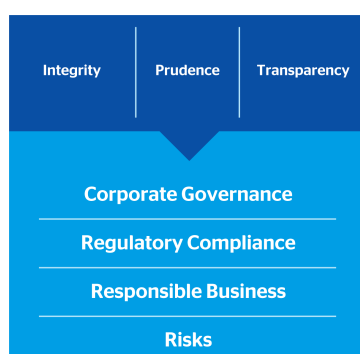 Integrity Prudence Transparency
Corporate Governance
Regulatory Compliance
Responsible Business
Risks